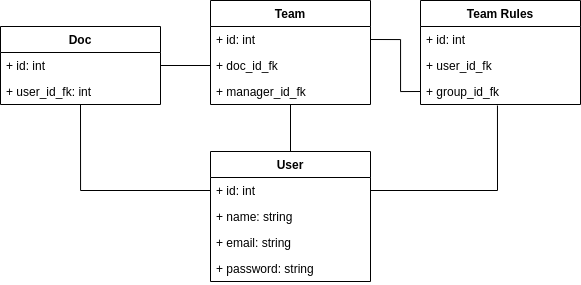 Doc
+ id: int
+ user_id_fk: int
Team
+ id: int
+ doc_id_fk
+ manager_id_fk
Team Rules
+ id: int
+ user_id_fk
+ group_id_fk
User
+ id: int
+ name: string
+ email: string
+ password: string